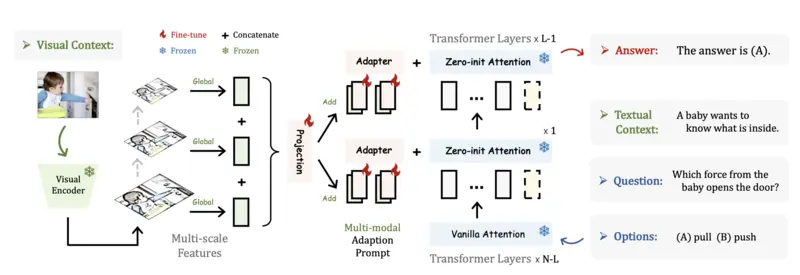 Visual Context:
Fine-tune
Frozen
Concatenate
Frozen
Global
Global
Global
Visual
Encoder
Multi-scale
Features
Projection
Add
Add
Adapter
Adapter
Multi-modal
Adaption
Prompt
Transformer Layers x L-1
Zero-init Attention
...
x 1
Zero-init Attention
...
Vanilla Attention
Transformer Layers x N-L
Answer: The answer is (A).
Textual Context: A baby wants to know what is inside.
Question: Which force from the baby opens the door?
Options: (A) pull (B) push